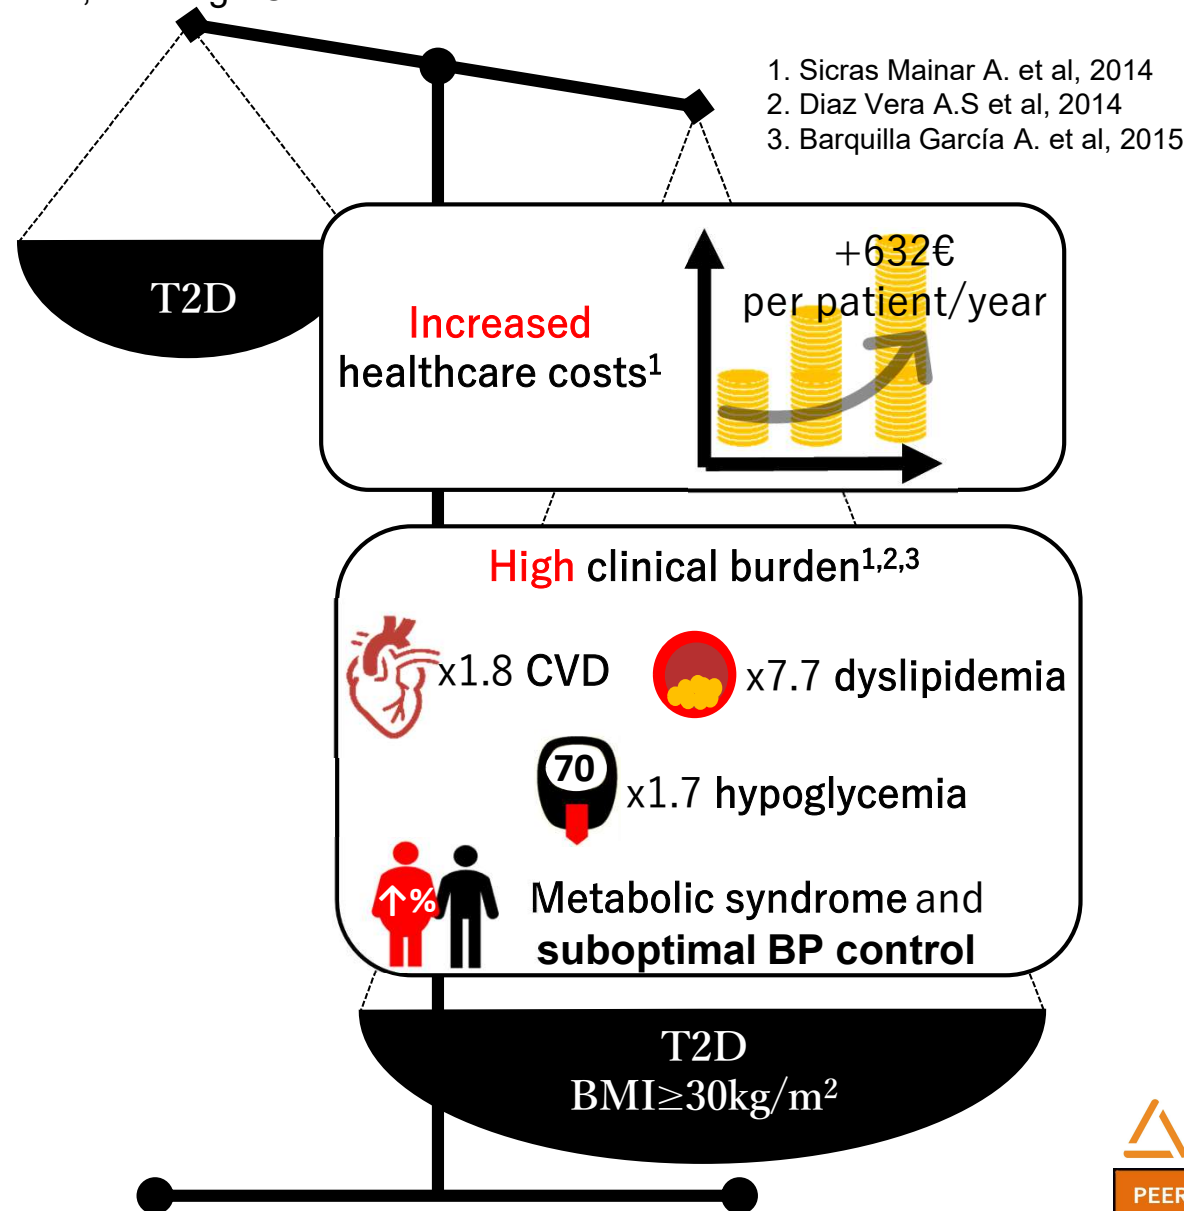 1. Sicras Mainar A. et al, 2014
2. Diaz Vera A.S et al, 2014
3. Barquilla García A. et al, 2015
T2D
Increased
healthcare costs¹
+632€
per patient/year
High clinical burden¹,²,³
x1.8 CVD
x7.7 dyslipidemia
70
x1.7 hypoglycemia
↑%
Metabolic syndrome and
suboptimal BP control
T2D
BMI≥30kg/m²
PEER